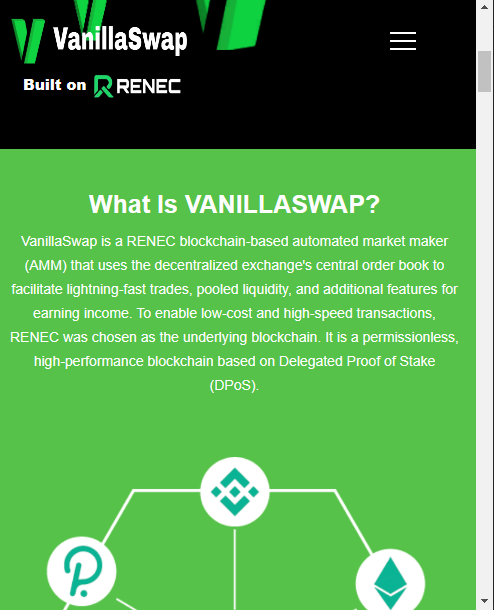 VanillaSwap
Built on RENEC
What Is VANILLASWAP?
VanillaSwap is a RENEC blockchain-based automated market maker
(AMM) that uses the decentralized exchange's central order book to
facilitate lightning-fast trades, pooled liquidity, and additional features for
earning income. To enable low-cost and high-speed transactions,
RENEC was chosen as the underlying blockchain. It is a permissionless,
high-performance blockchain based on Delegated Proof of Stake
(DPoS).